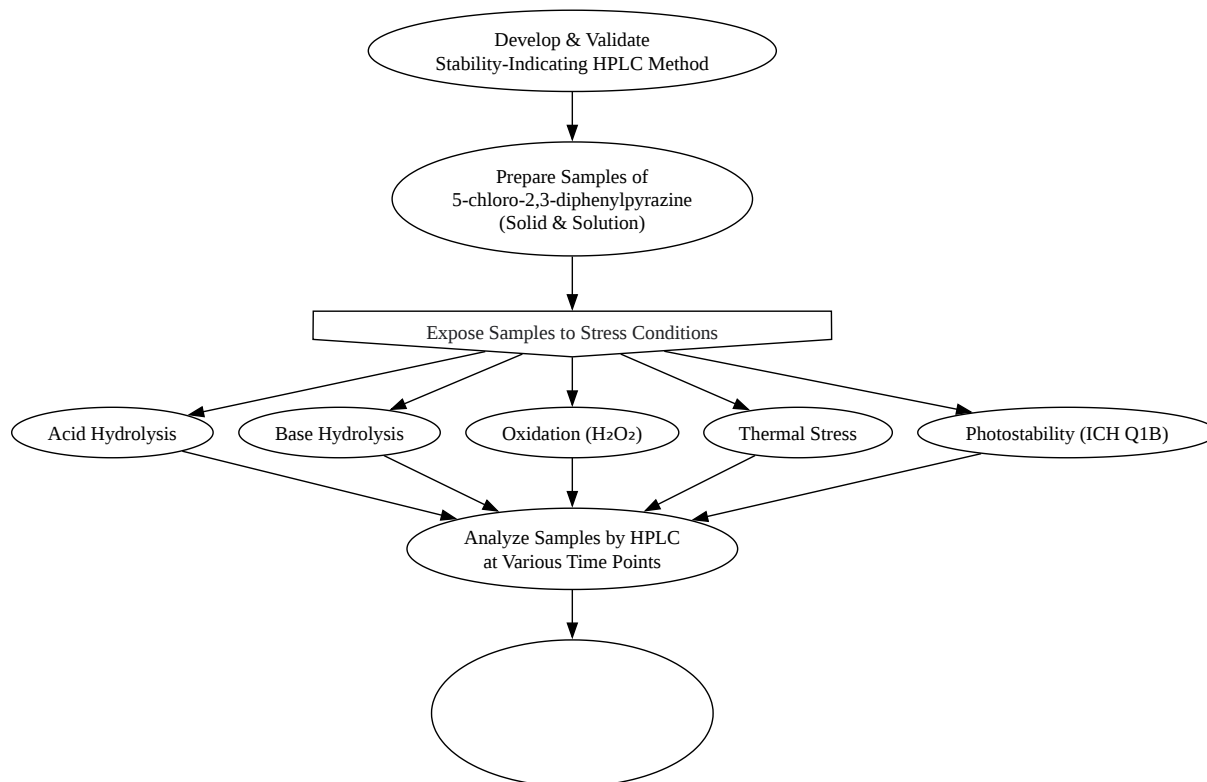 Develop & Validate
Stability-Indicating HPLC Method
Prepare Samples of
5-chloro-2,3-diphenylpyrazine
(Solid & Solution)
Expose Samples to Stress Conditions
Acid Hydrolysis
Base Hydrolysis
Oxidation (H₂O₂)
Thermal Stress
Photostability (ICH Q1B)
Analyze Samples by HPLC
at Various Time Points